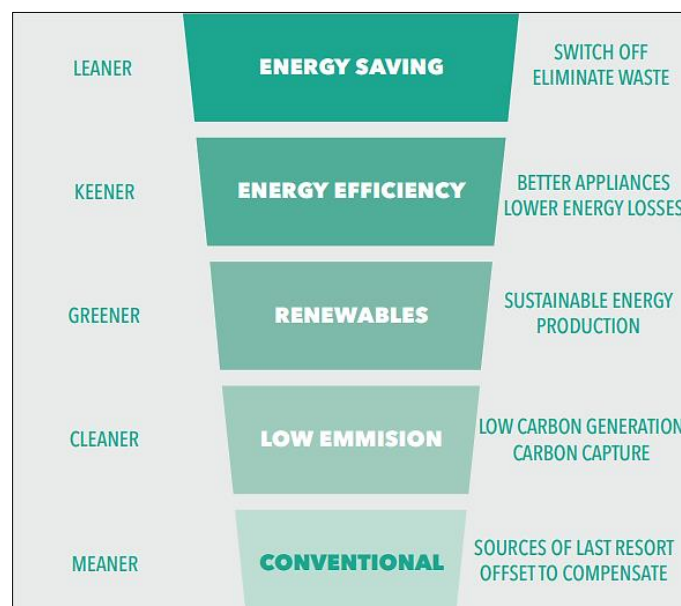 LEANER
ENERGY SAVING
SWITCH OFF
ELIMINATE WASTE
KEENER
ENERGY EFFICIENCY
BETTER APPLIANCES
LOWER ENERGY LOSSES
GREENER
RENEWABLES
SUSTAINABLE ENERGY
PRODUCTION
CLEANER
LOW EMMISION
LOW CARBON GENERATION
CARBON CAPTURE
MEANER
CONVENTIONAL
SOURCES OF LAST RESORT
OFFSET TO COMPENSATE